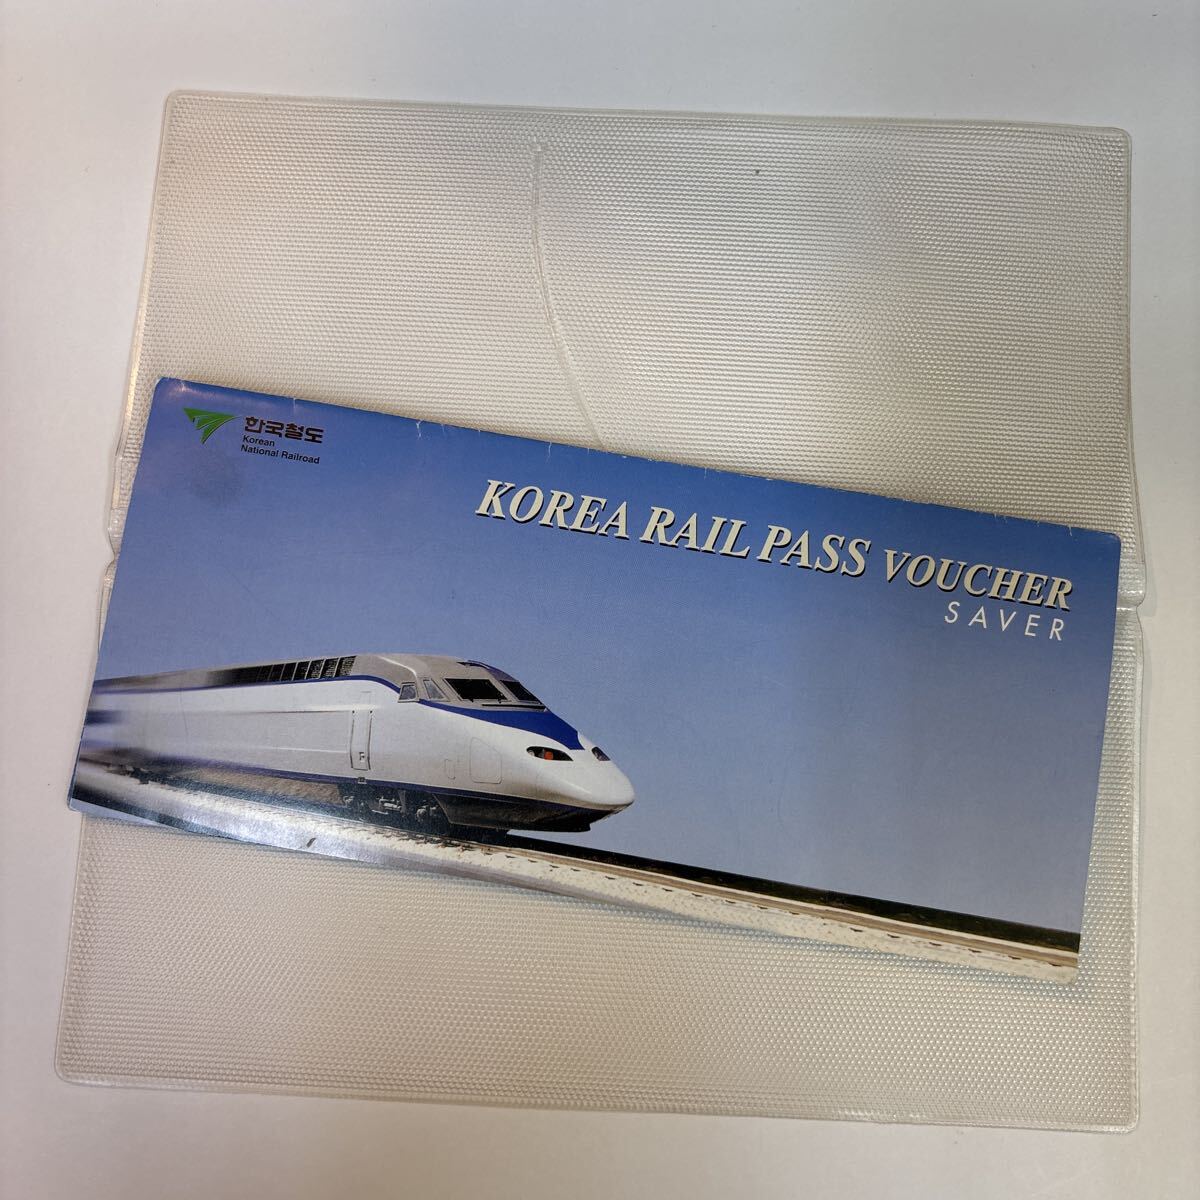 한국철도
Korean
National Railroad
KOREA RAIL PASS VOUCHER
SAVER